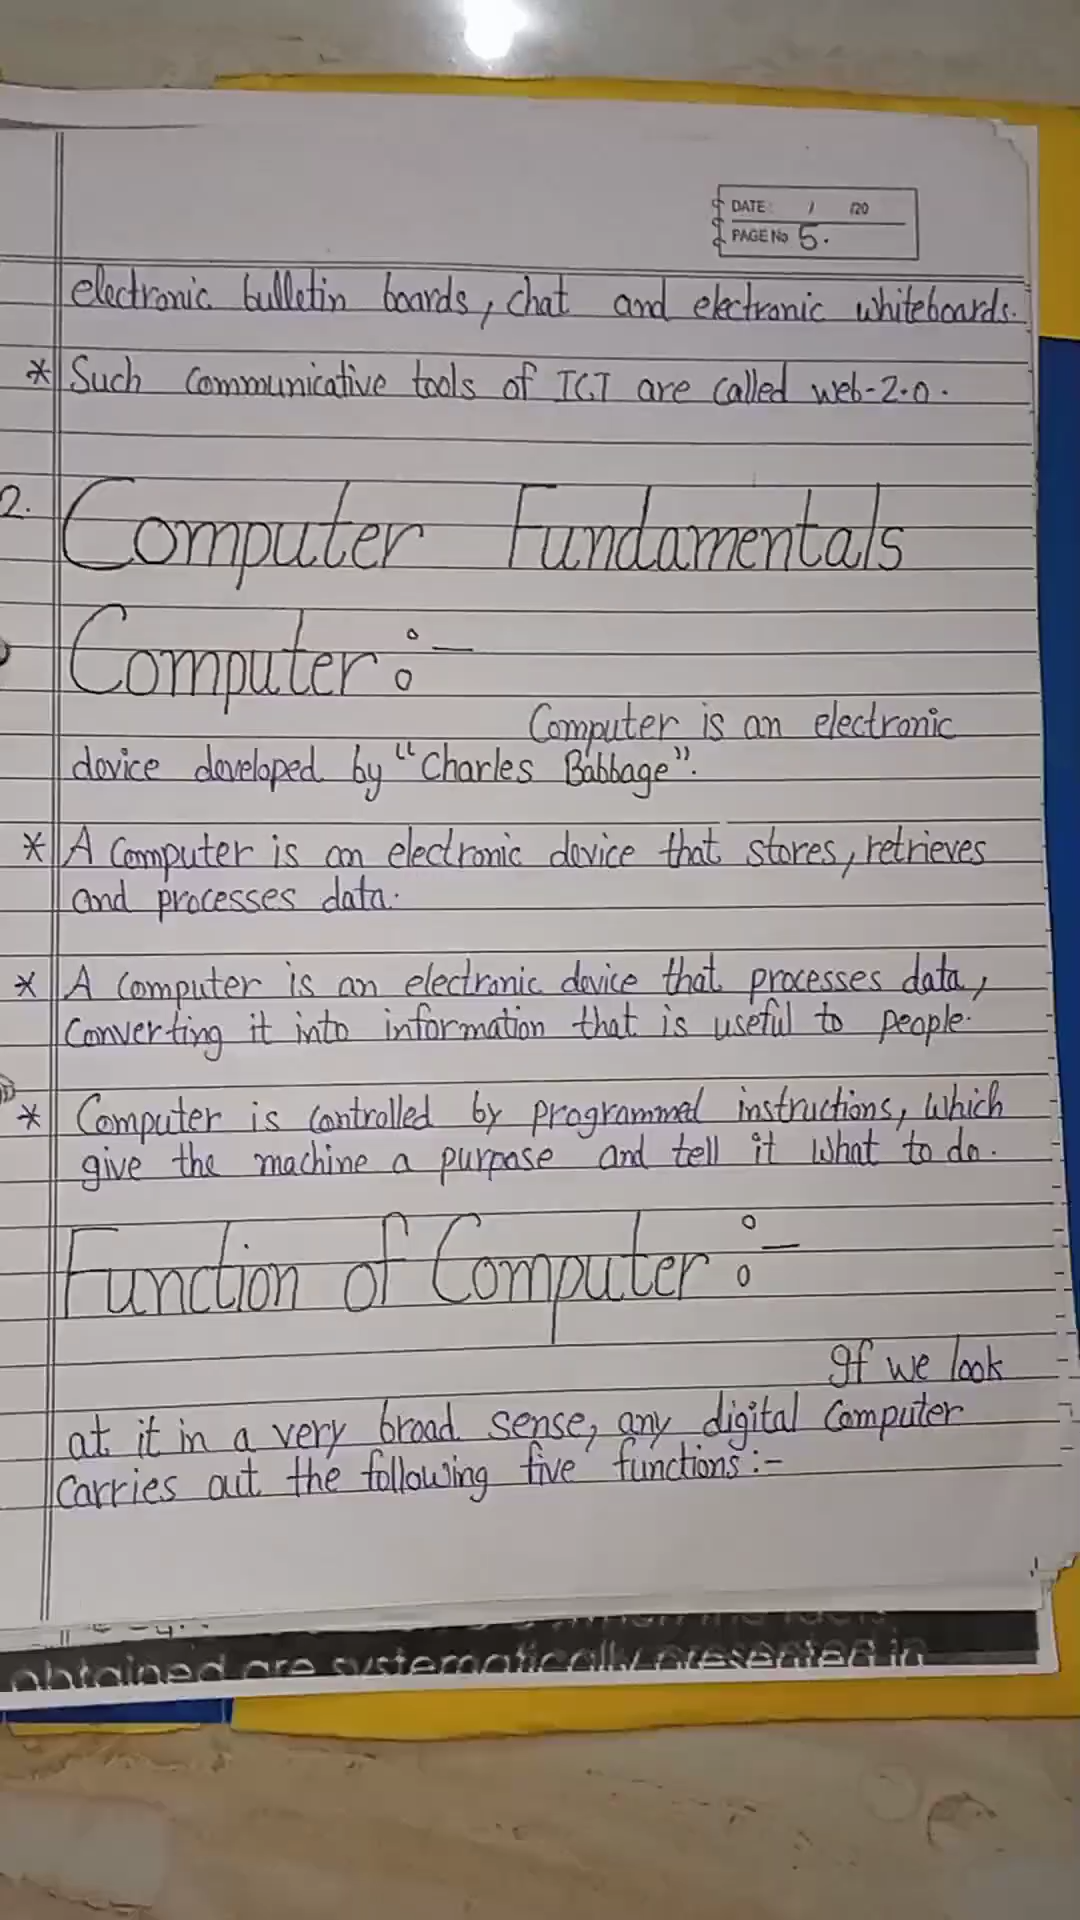 DATE: / /20
PAGE No 5.
electronic bulletin boards, chat and electronic whiteboards.
* Such communicative tools of ICT are called web-2.0.
2. Computer Fundamentals
Computer :-
Computer is an electronic
device developed by "Charles Babbage".
* A computer is an electronic device that stores, retrieves
and processes data.
* A computer is an electronic device that processes data,
converting it into information that is useful to people.
* Computer is controlled by programmed instructions, which
give the machine a purpose and tell it what to do.
Function of Computer :-
If we look
at it in a very broad sense, any digital computer
carries out the following five functions :-
obtained are systematically presented in